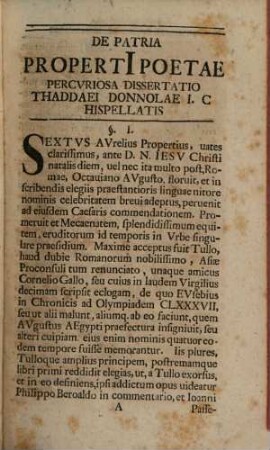 DE PATRIA
PROPERTI POETAE
PERCVRIOSA DISSERTATIO
THADDAEI DONNOLAE I. C
HISPELLATIS
§. I.
SEXTVS AVrelius Propertius, uates
clarissimus, ante D. N. IESV Christi
natalis diem, uel nec ita multo post, Ro-
mae, Octauiano AVgusto, floruit, et in
scribendis elegiis praestantioris linguae nitore
nominis celebritatem breui adeptus, peruenit
ad eiusdem Caesaris commendationem. Pro-
meruit et Mecaenatem, splendidissimum equi-
tem, eruditorum id temporis in Vrbe singu-
lare praesidium. Maxime acceptus fuit Tullo,
haud dubie Romanorum nobilissimo, Asiae
Proconsuli tum renunciato, unaque amicus
Cornelio Gallo, seu cuius in laudem Virgilius
decimam scripsit eclogam, de quo EVsebius
in Chronicis ad Olympiadem CLXXXVII,
seu ut alii malunt, aliumq. ab eo faciunt, quem
AVgustus AEgypti praefectura insigniuit, seu
alteri cuipiam eius enim nominis quatuor eo-
dem tempore fuisse memorantur. Iis plures,
Tulloque amplius principem, postremamque
libri primi reddidit elegias, ut, a Tullo exorsus,
et in eo desinens, ipsi addictum opus uideatur
Philippo Beroaldo in commentario, et Ioanni
A Passe-